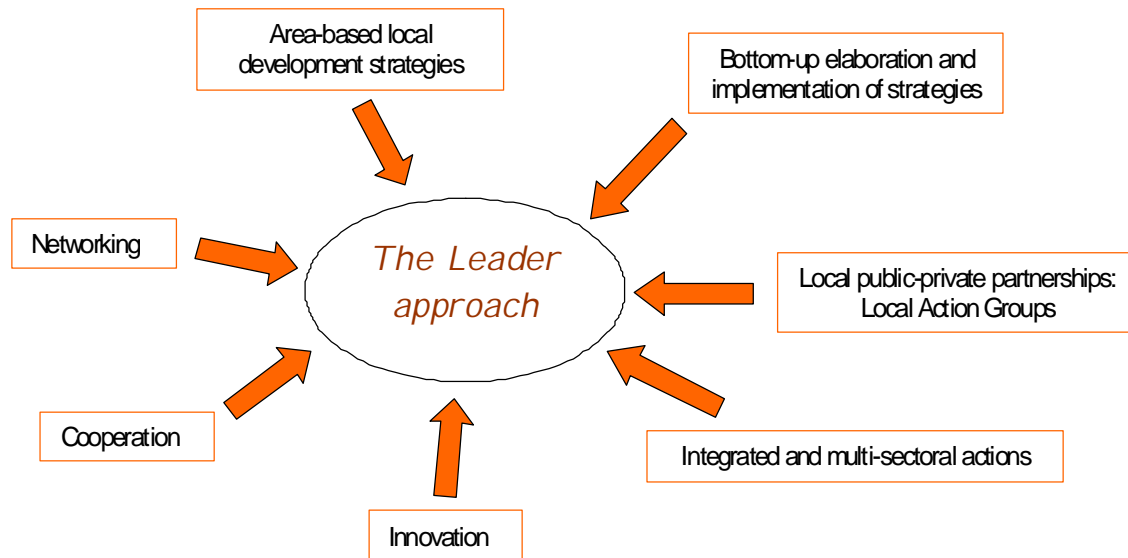 Area-based local
development strategies
Bottom-up elaboration and
implementation of strategies
Networking
The Leader
approach
Local public-private partnerships:
Local Action Groups
Cooperation
Integrated and multi-sectoral actions
Innovation